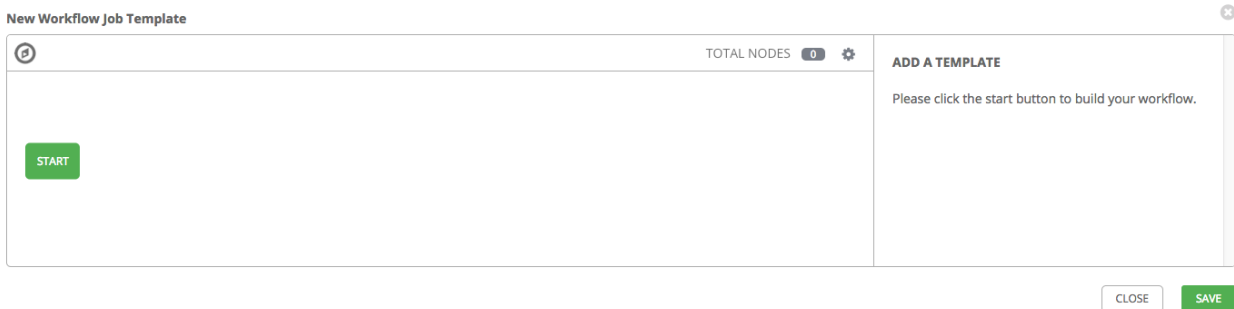 New Workflow Job Template
TOTAL NODES 0
ADD A TEMPLATE
Please click the start button to build your workflow.
START
CLOSE SAVE